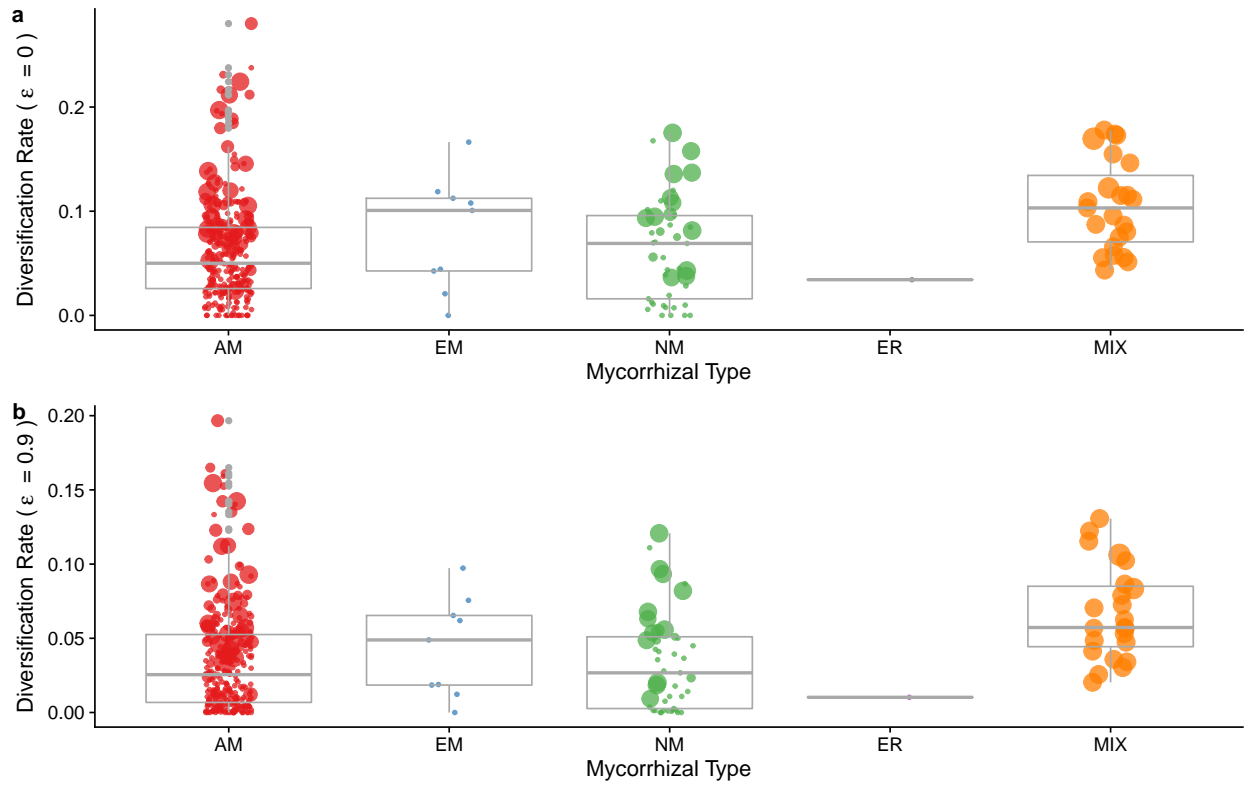 a
Diversification Rate ( ε = 0)
0.2
0.1
0.0
AM EM NM ER MIX
Mycorrhizal Type
b
Diversification Rate ( ε = 0.9 )
0.20
0.15
0.10
0.05
0.00
AM EM NM ER MIX
Mycorrhizal Type